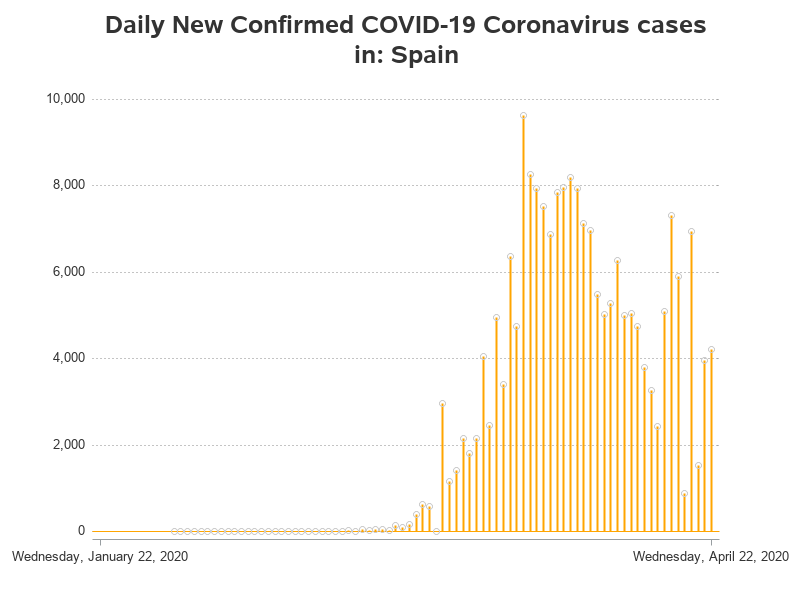 Daily New Confirmed COVID-19 Coronavirus cases
in: Spain
10,000
8,000
6,000
4,000
2,000
0
Wednesday, January 22, 2020 Wednesday, April 22, 2020